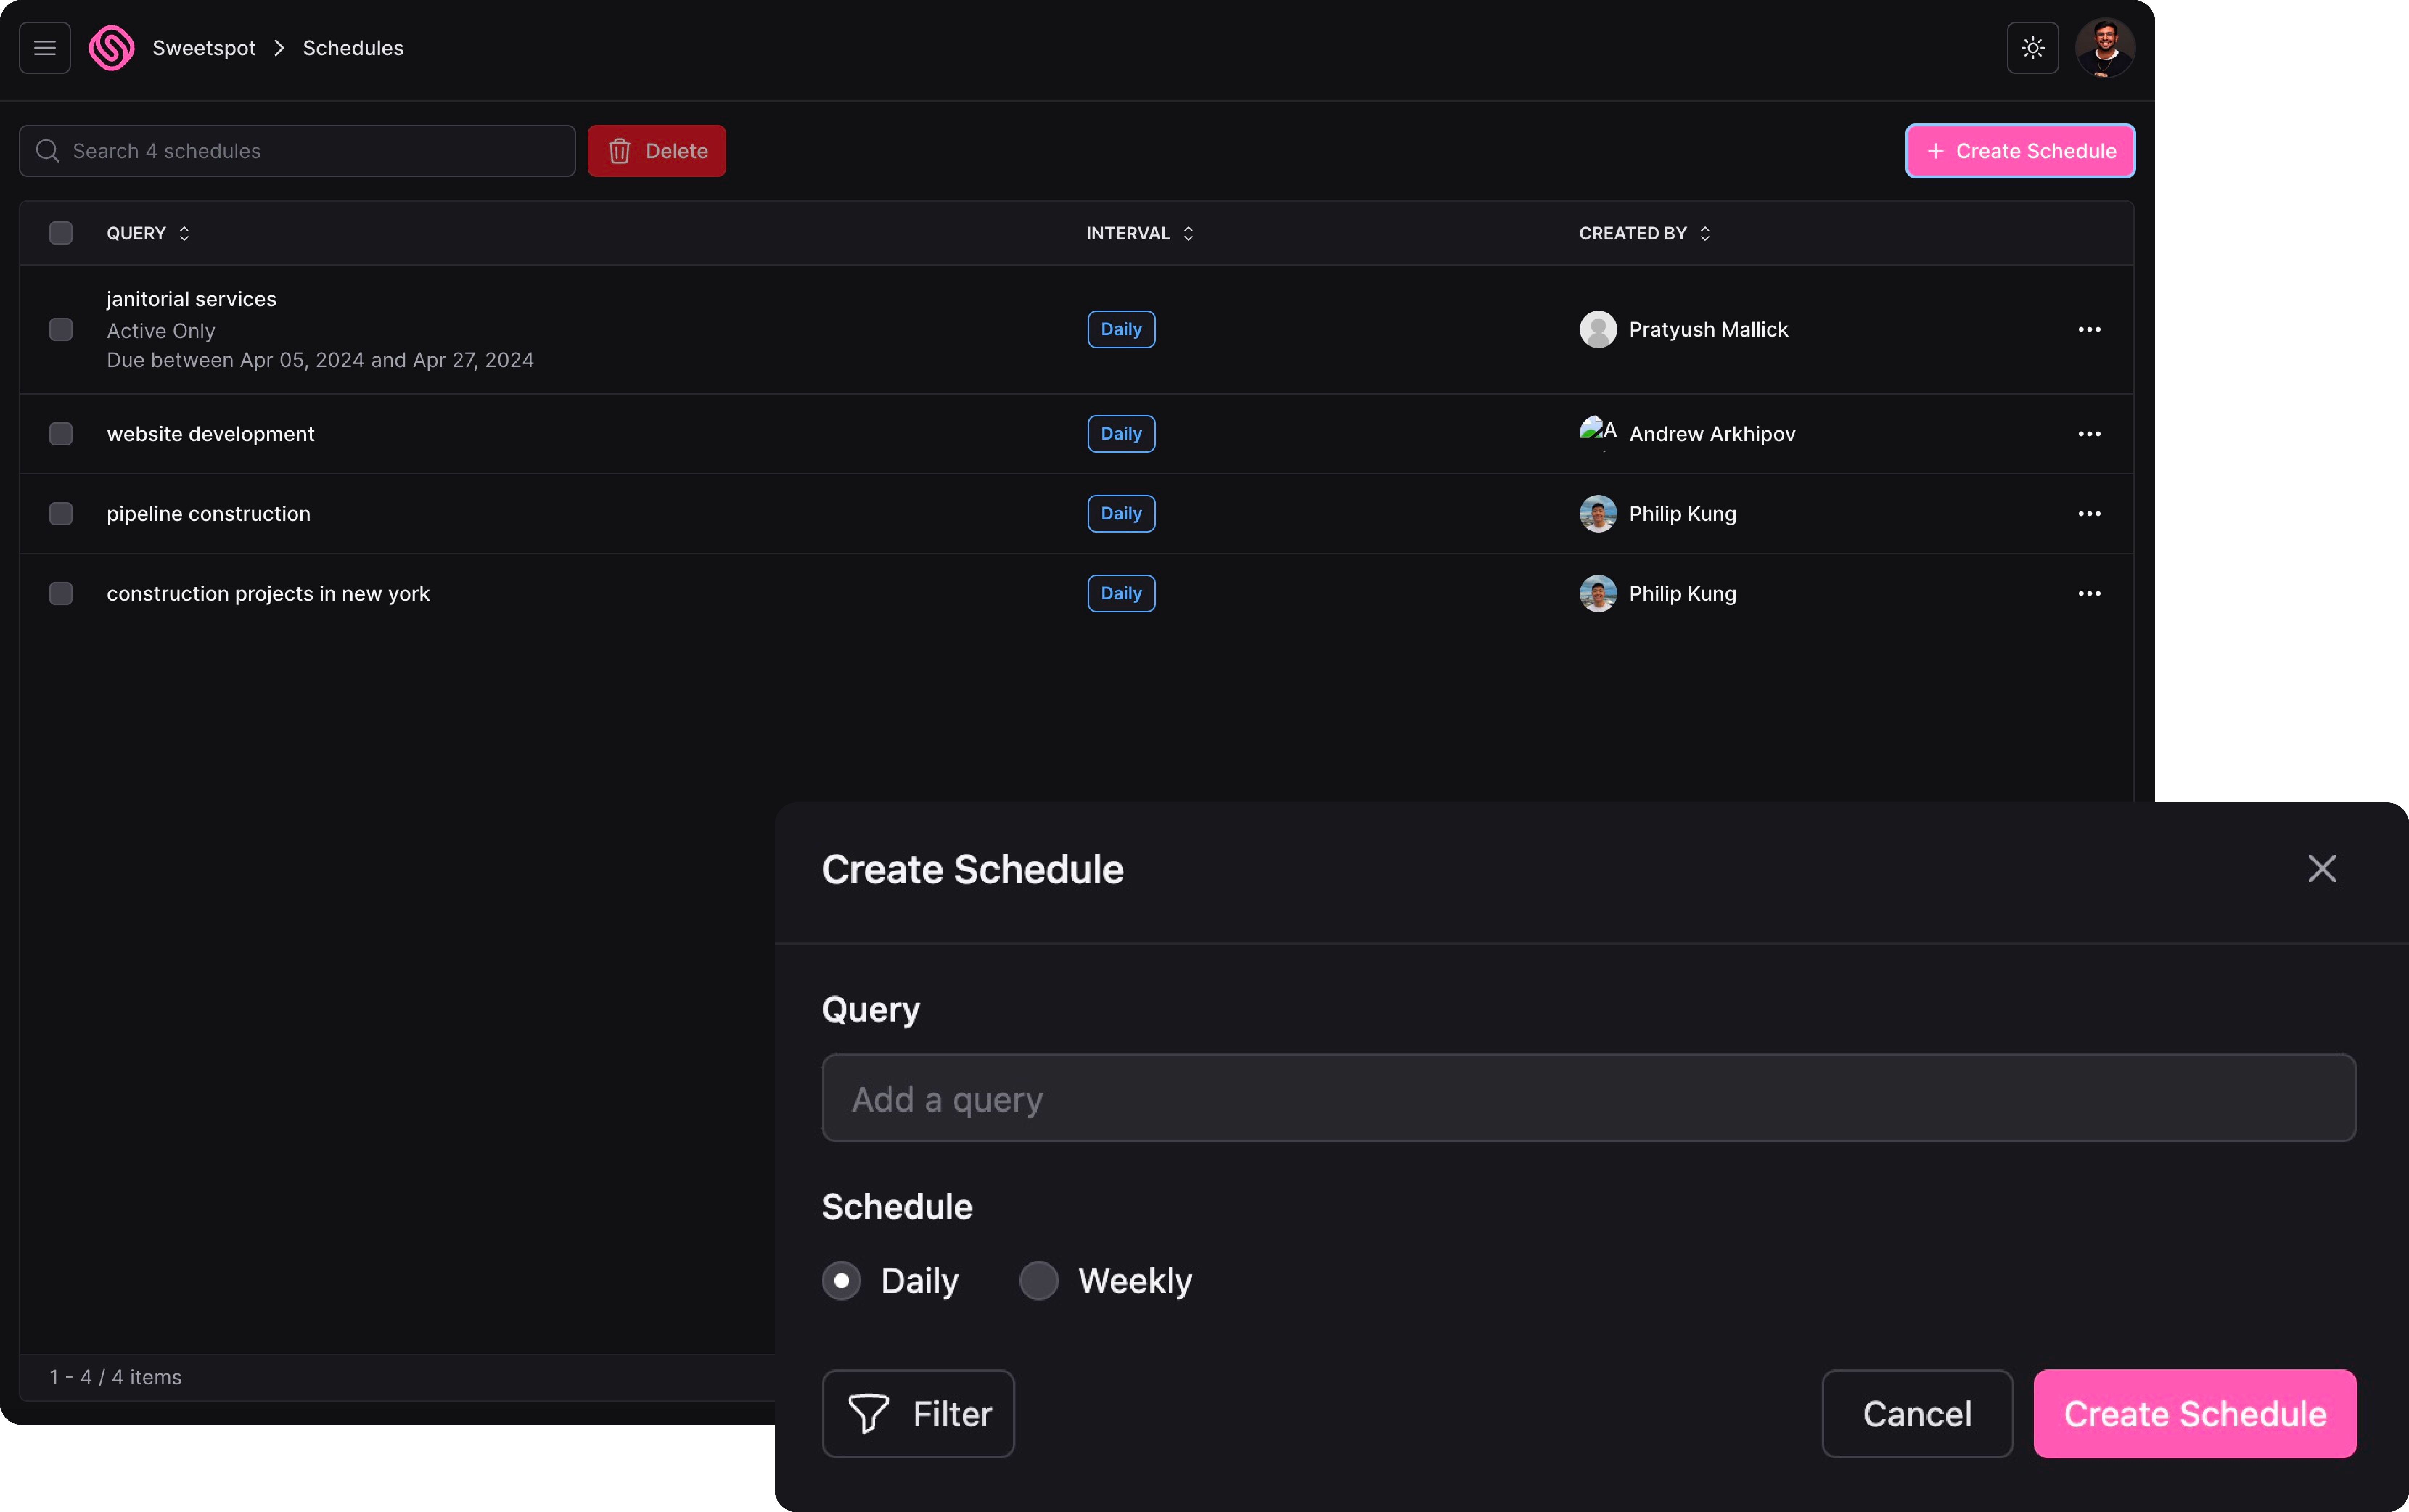 Sweetspot > Schedules
Search 4 schedules
Delete
+ Create Schedule
QUERY INTERVAL CREATED BY
janitorial services
Active Only
Due between Apr 05, 2024 and Apr 27, 2024
Daily
Pratyush Mallick
website development Daily A Andrew Arkhipov
pipeline construction Daily Philip Kung
construction projects in new york Daily Philip Kung
1 - 4 / 4 items
Create Schedule
Query
Add a query
Schedule
Daily Weekly
Filter Cancel Create Schedule